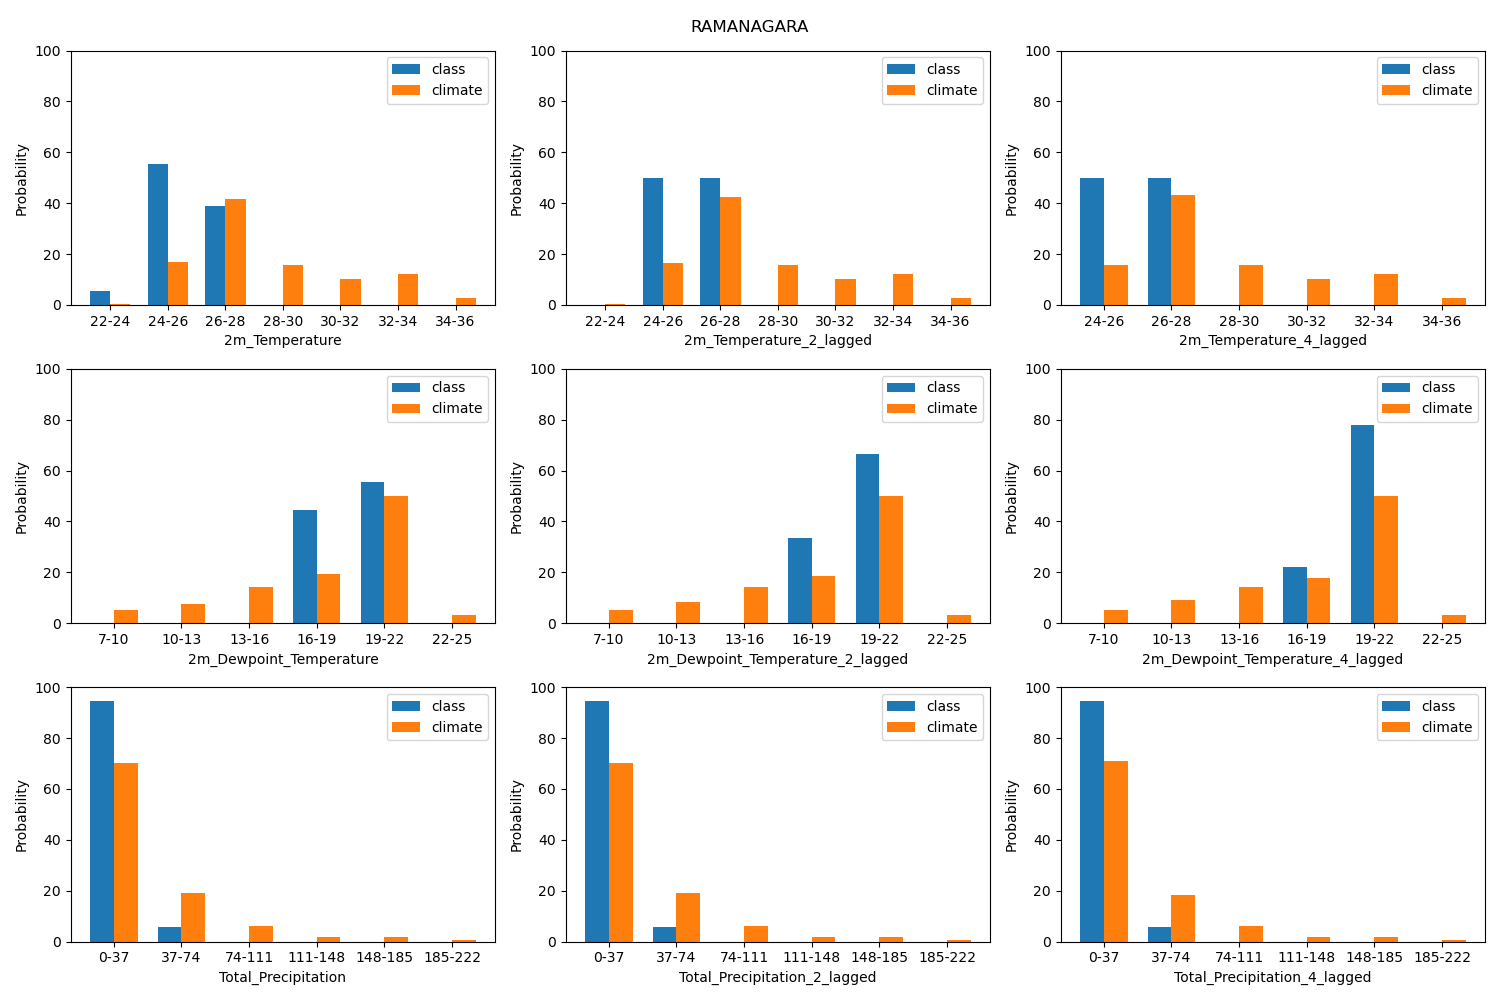 RAMANAGARA
100
80
60
40
20
0
Probability
class
climate
22-24 24-26 26-28 28-30 30-32 32-34 34-36
2m_Temperature
100
80
60
40
20
0
Probability
class
climate
22-24 24-26 26-28 28-30 30-32 32-34 34-36
2m_Temperature_2_lagged
100
80
60
40
20
0
Probability
class
climate
24-26 26-28 28-30 30-32 32-34 34-36
2m_Temperature_4_lagged
100
80
60
40
20
0
Probability
class
climate
7-10 10-13 13-16 16-19 19-22 22-25
2m_Dewpoint_Temperature
100
80
60
40
20
0
Probability
class
climate
7-10 10-13 13-16 16-19 19-22 22-25
2m_Dewpoint_Temperature_2_lagged
100
80
60
40
20
0
Probability
class
climate
7-10 10-13 13-16 16-19 19-22 22-25
2m_Dewpoint_Temperature_4_lagged
100
80
60
40
20
0
Probability
class
climate
0-37 37-74 74-111 111-148 148-185 185-222
Total_Precipitation
100
80
60
40
20
0
Probability
class
climate
0-37 37-74 74-111 111-148 148-185 185-222
Total_Precipitation_2_lagged
100
80
60
40
20
0
Probability
class
climate
0-37 37-74 74-111 111-148 148-185 185-222
Total_Precipitation_4_lagged